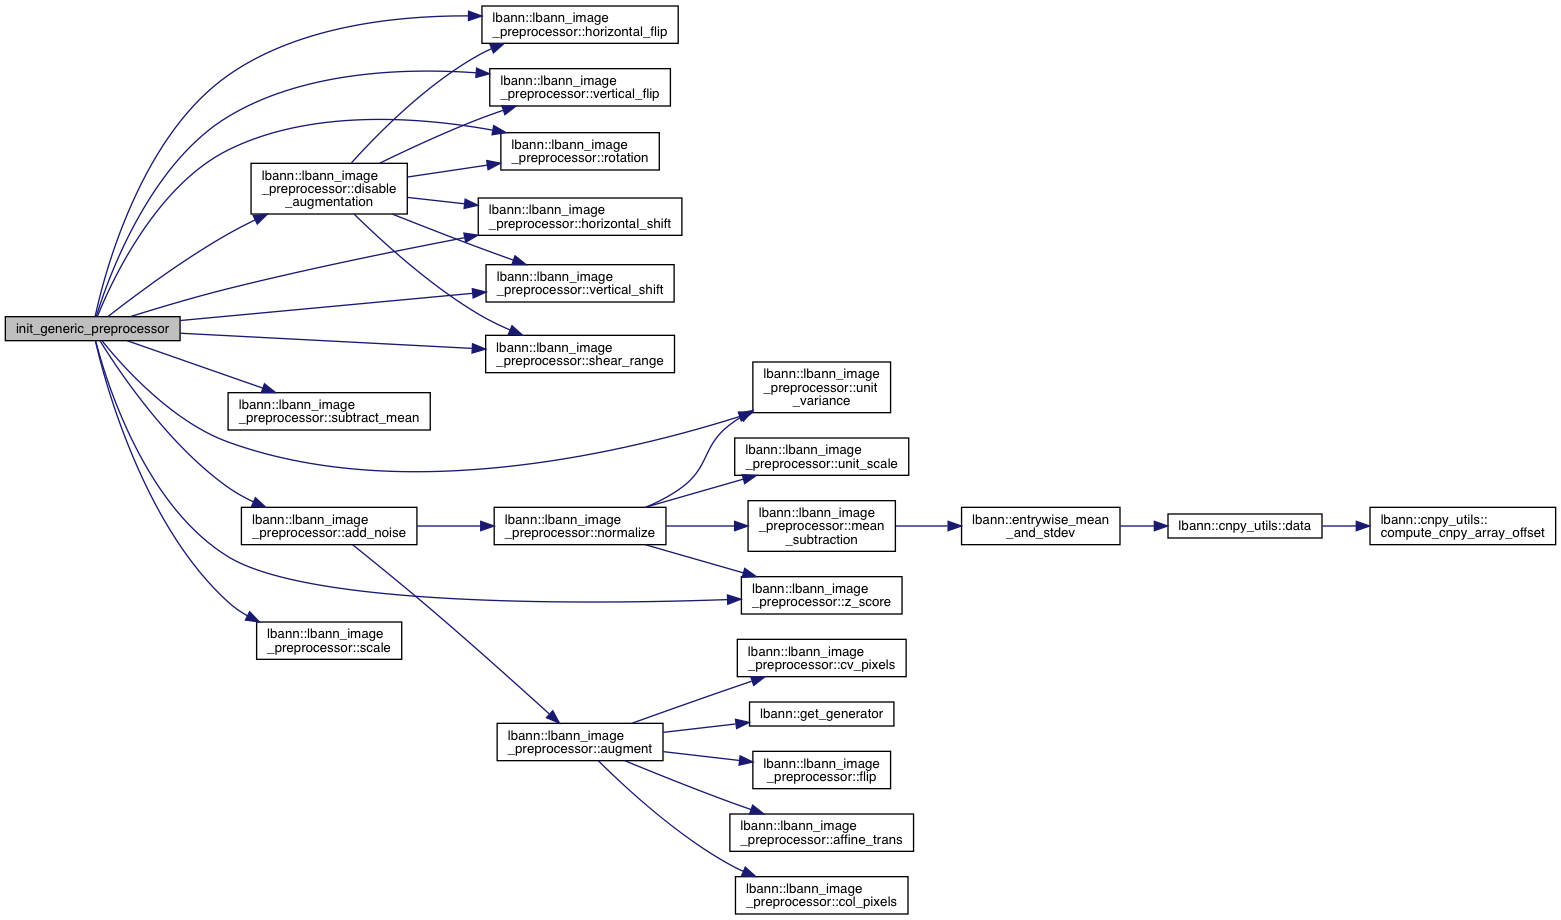 lbann::lbann_image
_preprocessor::horizontal_flip
lbann::lbann_image
_preprocessor::vertical_flip
lbann::lbann_image
_preprocessor::rotation
lbann::lbann_image
_preprocessor::disable
_augmentation
lbann::lbann_image
_preprocessor::horizontal_shift
lbann::lbann_image
_preprocessor::vertical_shift
init_generic_preprocessor
lbann::lbann_image
_preprocessor::shear_range
lbann::lbann_image
_preprocessor::unit
_variance
lbann::lbann_image
_preprocessor::subtract_mean
lbann::lbann_image
_preprocessor::unit_scale
lbann::lbann_image
_preprocessor::add_noise
lbann::lbann_image
_preprocessor::normalize
lbann::lbann_image
_preprocessor::mean
_subtraction
lbann::entrywise_mean
_and_stdev
lbann::cnpy_utils::data
lbann::cnpy_utils::
compute_cnpy_array_offset
lbann::lbann_image
_preprocessor::z_score
lbann::lbann_image
_preprocessor::scale
lbann::lbann_image
_preprocessor::cv_pixels
lbann::get_generator
lbann::lbann_image
_preprocessor::augment
lbann::lbann_image
_preprocessor::flip
lbann::lbann_image
_preprocessor::affine_trans
lbann::lbann_image
_preprocessor::col_pixels